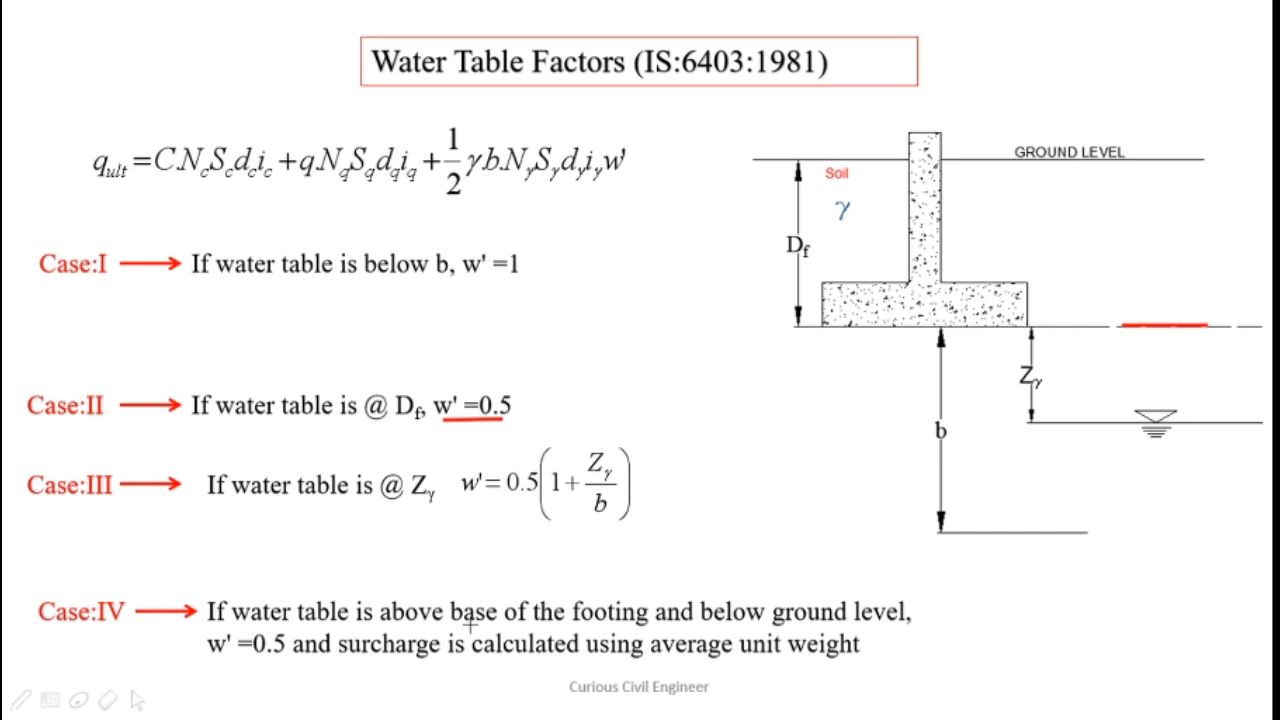 Water Table Factors (IS:6403:1981)
q_ult =C.N_cS_cd_ci_c +q.N_qS_qd_qi_q + 1/2 γ.b.N_γS_γd_γi_γw'
Case:I → If water table is below b, w' =1
Case:II → If water table is @ D_f, w' =0.5
Case:III → If water table is @ Z_γ w'= 0.5(1+ Z_γ/b)
Case:IV → If water table is above base of the footing and below ground level,
w' =0.5 and surcharge is calculated using average unit weight
GROUND LEVEL
Soil
γ
D_f
Z_γ
b
Curious Civil Engineer